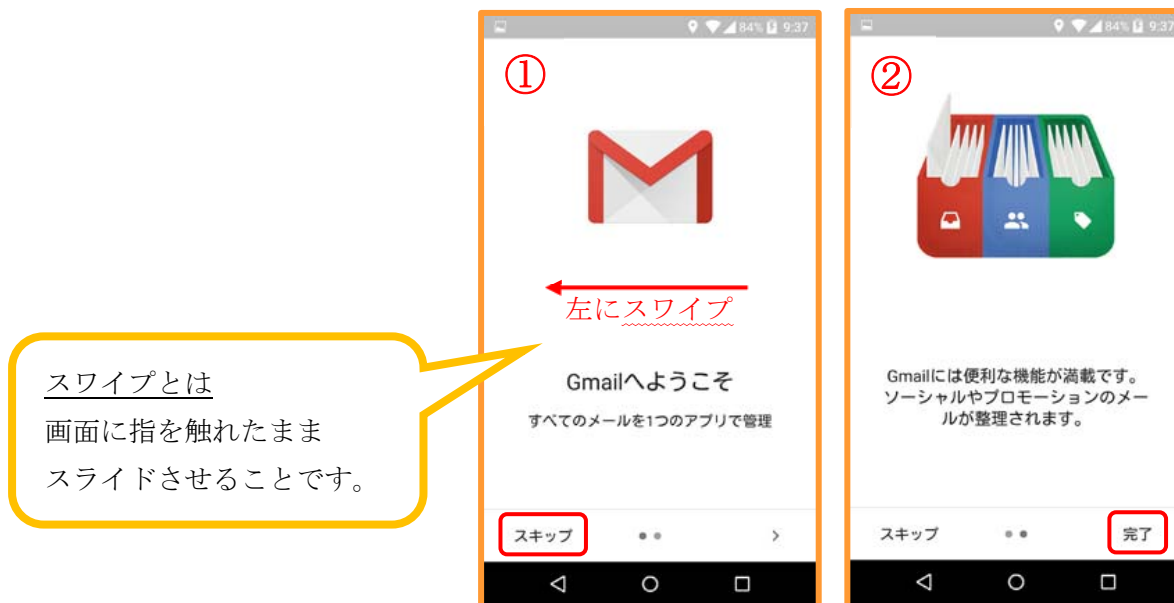 84% 9:37
①
左にスワイプ
Gmailへようこそ
すべてのメールを1つのアプリで管理
スキップ
スワイプとは
画面に指を触れたまま
スライドさせることです。
84% 9:37
②
Gmailには便利な機能が満載です。
ソーシャルやプロモーションのメー
ルが整理されます。
スキップ 完了